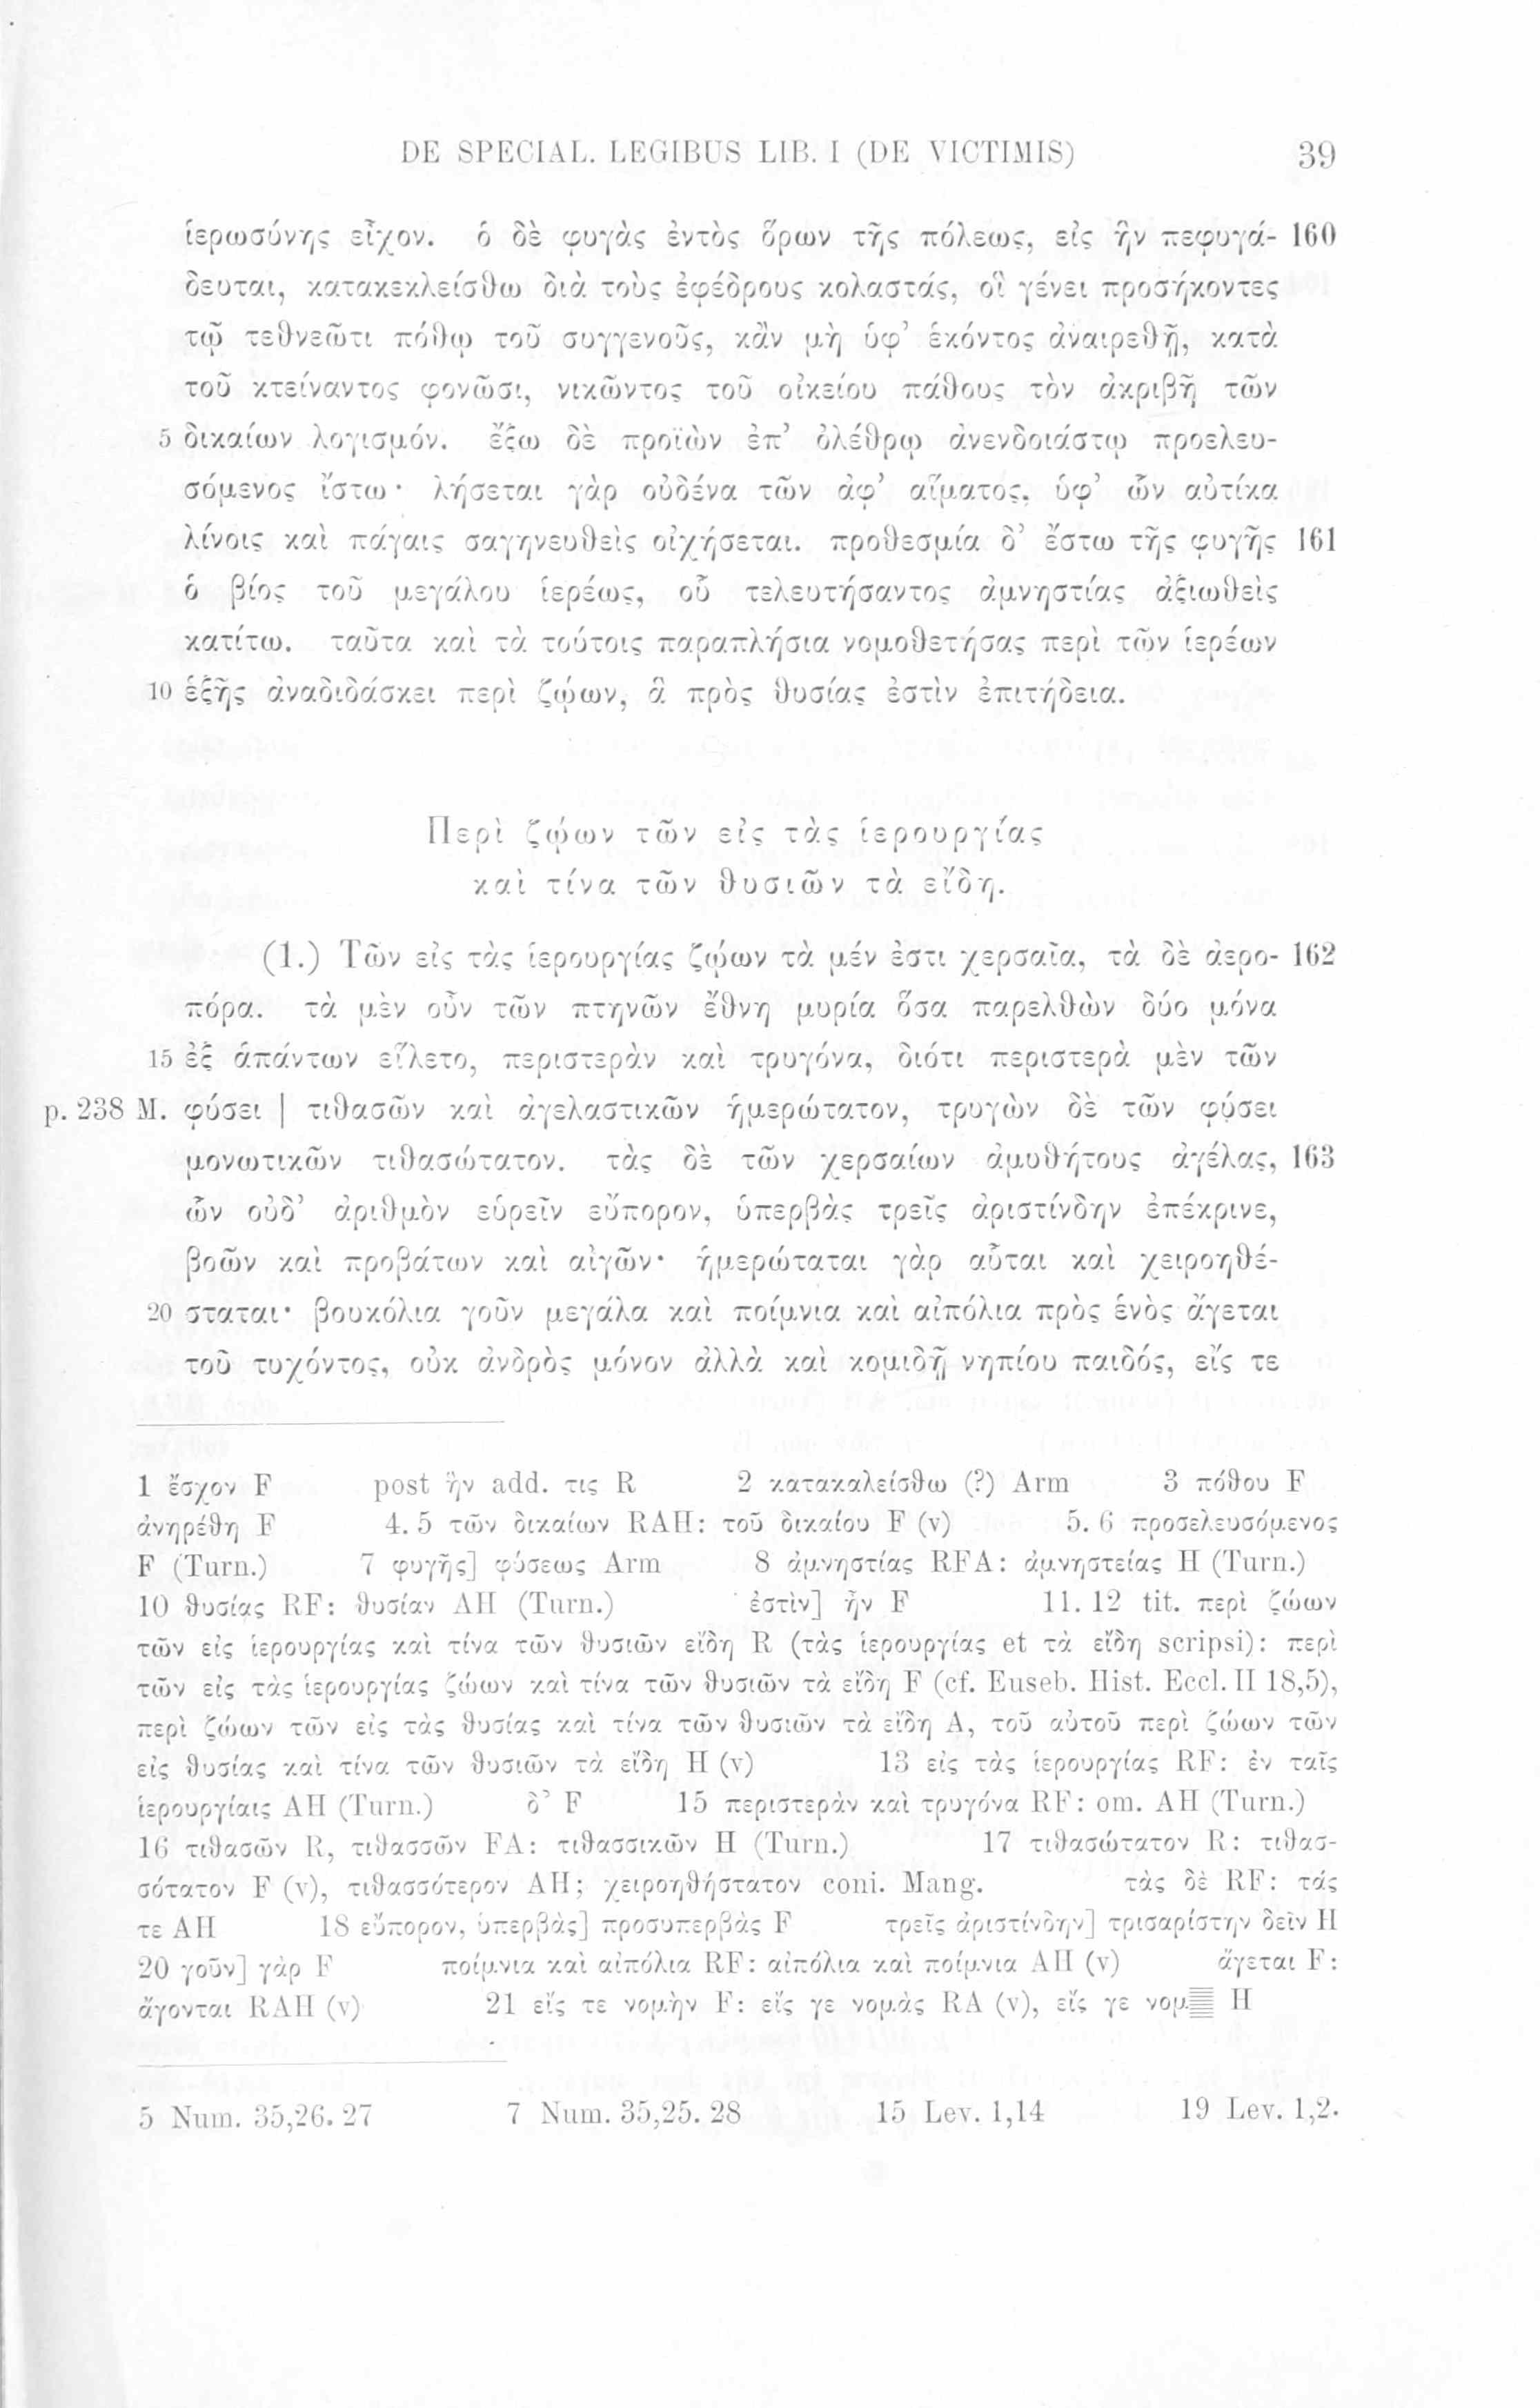 DE SPECIAL. LEGIBUS LIB. I (DE VICTIMIS) 39
ἱερωσύνης εἶχον. ὁ δὲ φυγὰς ἐντὸς ὅρων τῆς πόλεως, εἰς ἣν πεφυγά- 160
δευται, κατακεκλείσθω διὰ τοὺς ἐφέδρους κολαστάς, οἳ γένει προσήκοντες
τῷ τεθνεῶτι πόθῳ τοῦ συγγενοῦς, κἂν μὴ ὑφ’ ἑκόντος ἀναιρεθῇ, κατὰ
τοῦ κτείναντος φονῶσι, νικῶντος τοῦ οἰκείου πάθους τὸν ἀκριβῆ τῶν
5 δικαίων λογισμόν. ἔξω δὲ προϊὼν ἐπ’ ὀλέθρῳ ἀνενδοιάστῳ προελευ-
σόμενος ἴστω· λήσεται γὰρ οὐδένα τῶν ἀφ’ αἵματος, ὑφ’ ὧν αὐτίκα
λίνοις καὶ πάγαις σαγηνευθεὶς οἰχήσεται. προθεσμία δ’ ἔστω τῆς φυγῆς 161
ὁ βίος τοῦ μεγάλου ἱερέως, οὗ τελευτήσαντος ἀμνηστίας ἀξιωθεὶς
κατίτω. ταῦτα καὶ τὰ τούτοις παραπλήσια νομοθετήσας περὶ τῶν ἱερέων
10 ἑξῆς ἀναδιδάσκει περὶ ζῴων, ἃ πρὸς θυσίας ἐστὶν ἐπιτήδεια.
Περὶ ζῴων τῶν εἰς τὰς ἱερουργίας
καὶ τίνα τῶν θυσιῶν τὰ εἴδη.
(1.) Τῶν εἰς τὰς ἱερουργίας ζῴων τὰ μέν ἐστι χερσαῖα, τὰ δὲ ἀερο- 162
πόρα. τὰ μὲν οὖν τῶν πτηνῶν ἔθνη μυρία ὅσα παρελθὼν δύο μόνα
15 ἐξ ἁπάντων εἵλετο, περιστερὰν καὶ τρυγόνα, διότι περιστερὰ μὲν τῶν
p. 238 M. φύσει | τιθασῶν καὶ ἀγελαστικῶν ἡμερώτατον, τρυγὼν δὲ τῶν φύσει
μονωτικῶν τιθασώτατον. τὰς δὲ τῶν χερσαίων ἀμυθήτους ἀγέλας, 163
ὧν οὐδ’ ἀριθμὸν εὑρεῖν εὔπορον, ὑπερβὰς τρεῖς ἀριστίνδην ἐπέκρινε,
βοῶν καὶ προβάτων καὶ αἰγῶν· ἡμερώταται γὰρ αὗται καὶ χειροηθέ-
20 σταται· βουκόλια γοῦν μεγάλα καὶ ποίμνια καὶ αἰπόλια πρὸς ἑνὸς ἄγεται
τοῦ τυχόντος, οὐκ ἀνδρὸς μόνον ἀλλὰ καὶ κομιδῇ νηπίου παιδός, εἴς τε
1 ἔσχον F post ἣν add. τις R 2 κατακαλείσθω (?) Arm 3 πόθου F
ἀνηρέθη F 4. 5 τῶν δικαίων RAH: τοῦ δικαίου F (v) 5. 6 προσελευσόμενος
F (Turn.) 7 φυγῆς] φύσεως Arm 8 ἀμνηστίας RFA: ἀμνηστείας H (Turn.)
10 θυσίας RF: θυσίαν AH (Turn.) ἐστὶν] ἦν F 11. 12 tit. περὶ ζώων
τῶν εἰς ἱερουργίας καὶ τίνα τῶν θυσιῶν εἴδη R (τὰς ἱερουργίας et τὰ εἴδη scripsi): περὶ
τῶν εἰς τὰς ἱερουργίας ζώων καὶ τίνα τῶν θυσιῶν τὰ εἴδη F (cf. Euseb. Hist. Eccl. II 18,5),
περὶ ζώων τῶν εἰς τὰς θυσίας καὶ τίνα τῶν θυσιῶν τὰ εἴδη A, τοῦ αὐτοῦ περὶ ζώων τῶν
εἰς θυσίας καὶ τίνα τῶν θυσιῶν τὰ εἴδη H (v) 13 εἰς τὰς ἱερουργίας RF: ἐν ταῖς
ἱερουργίαις AH (Turn.) δ’ F 15 περιστερὰν καὶ τρυγόνα RF: om. AH (Turn.)
16 τιθασῶν R, τιθασσῶν FA: τιθασσικῶν H (Turn.) 17 τιθασώτατον R: τιθασ-
σότατον F (v), τιθασσότερον AH; χειροηθήστατον coni. Mang. τὰς δὲ RF: τάς
τε AH 18 εὔπορον, ὑπερβὰς] προσυπερβὰς F τρεῖς ἀριστίνδην] τρισαρίστην δεῖν H
20 γοῦν] γὰρ F ποίμνια καὶ αἰπόλια RF: αἰπόλια καὶ ποίμνια AH (v) ἄγεται F:
ἄγονται RAH (v) 21 εἴς τε νομὴν F: εἴς γε νομὰς RA (v), εἴς γε νομ H
5 Num. 35,26. 27 7 Num. 35,25. 28 15 Lev. 1,14 19 Lev. 1,2.